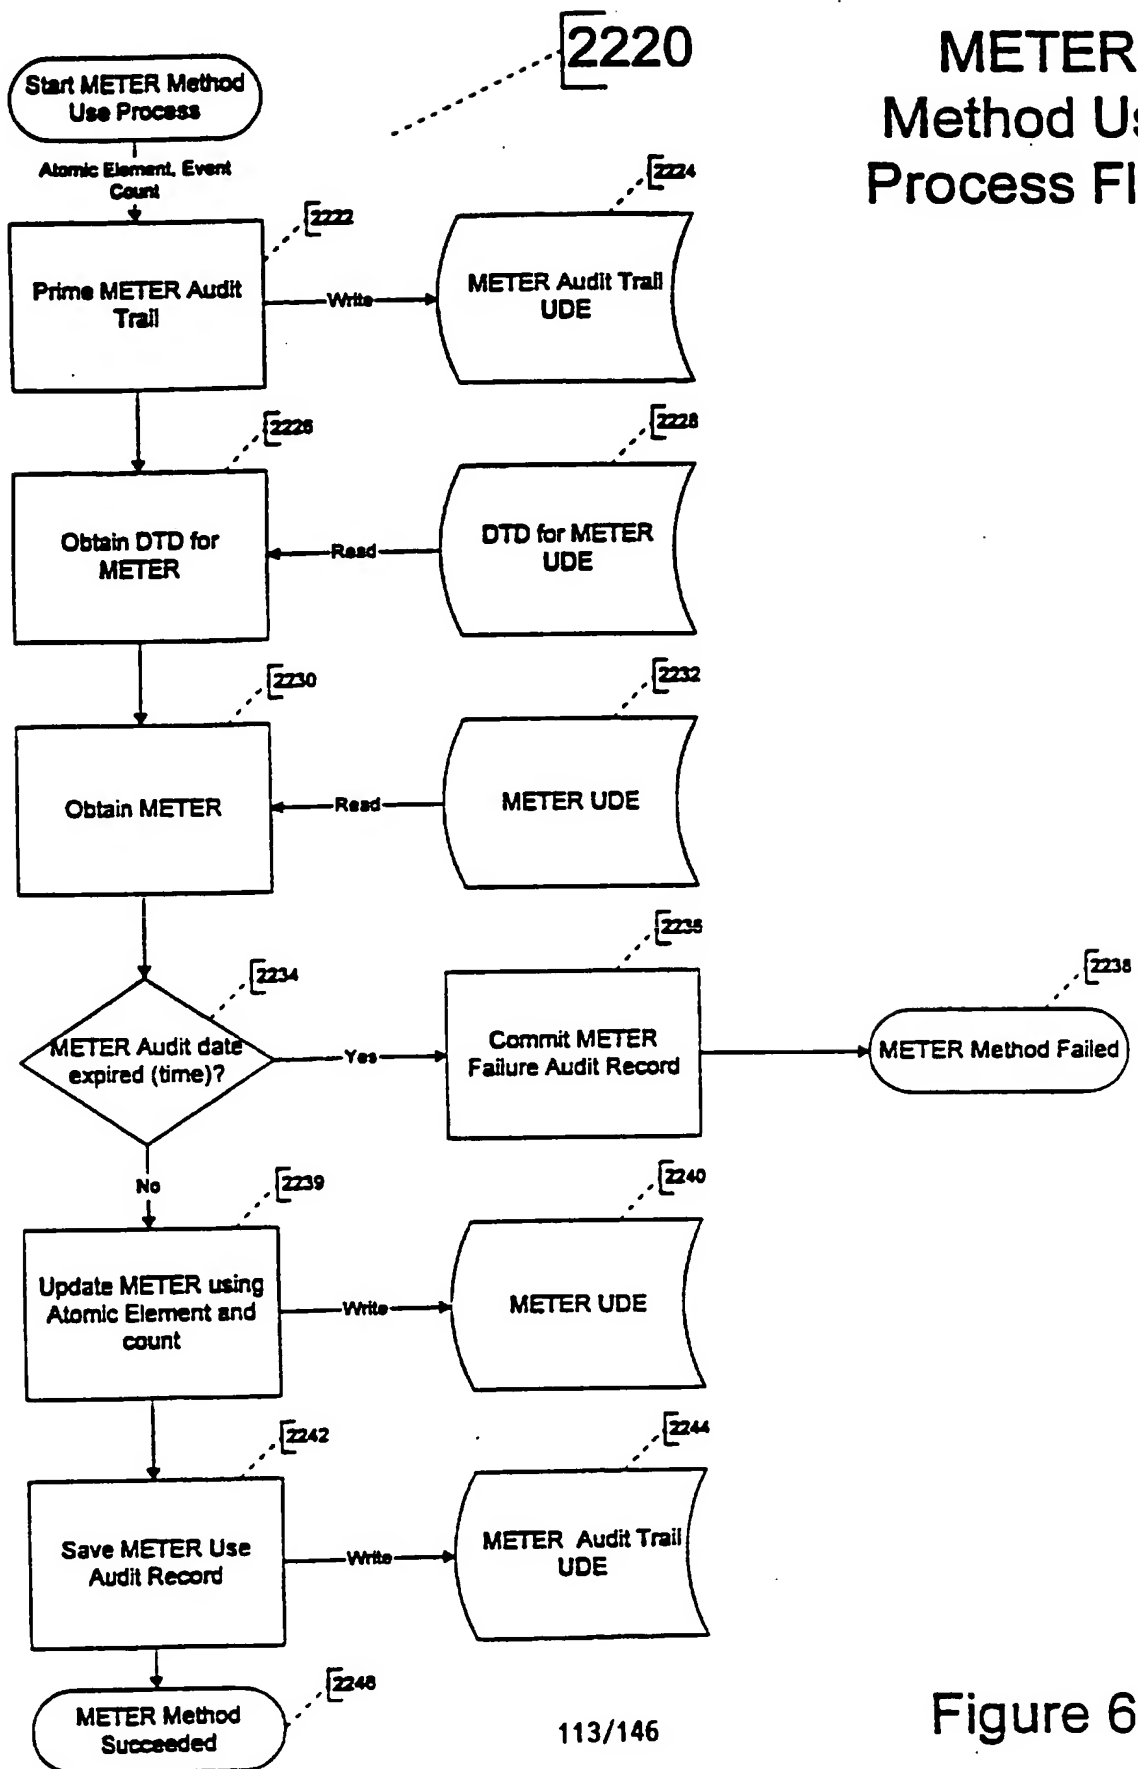 2220
METER
Method Us
Process Fl
Start METER Method
Use Process
Atomic Element, Event
Count
2222
Prime METER Audit
Trail
Write
2224
METER Audit Trail
UDE
2226
Obtain DTD for
METER
Read
2228
DTD for METER
UDE
2230
Obtain METER
Read
2232
METER UDE
2234
METER Audit date
expired (time)?
Yes
2236
Commit METER
Failure Audit Record
2238
METER Method Failed
No
2239
Update METER using
Atomic Element and
count
Write
2240
METER UDE
2242
Save METER Use
Audit Record
Write
2244
METER Audit Trail
UDE
2246
METER Method
Succeeded
113/146
Figure 6